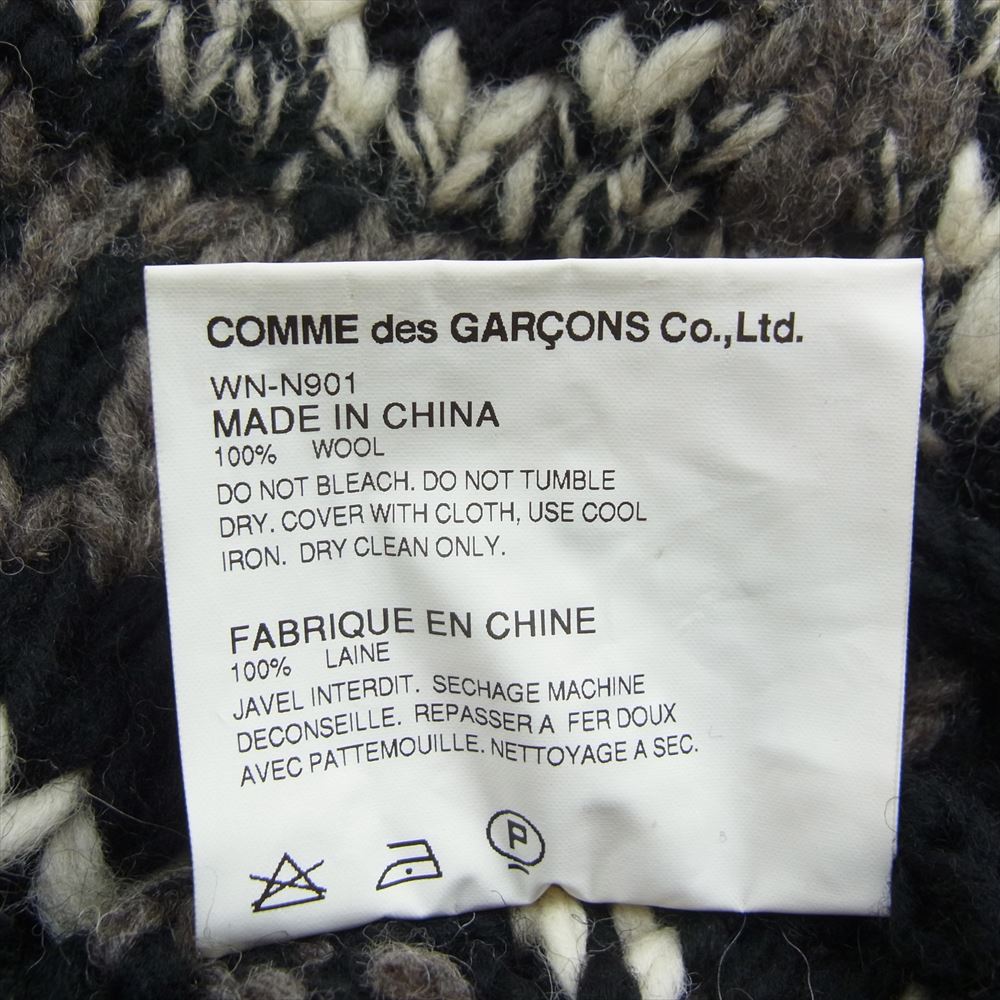 COMME des GARÇONS Co.,Ltd.
WN-N901
MADE IN CHINA
100% WOOL
DO NOT BLEACH. DO NOT TUMBLE
DRY. COVER WITH CLOTH, USE COOL
IRON. DRY CLEAN ONLY.
FABRIQUE EN CHINE
100% LAINE
JAVEL INTERDIT. SECHAGE MACHINE
DECONSEILLE. REPASSER A FER DOUX
AVEC PATTEMOUILLE. NETTOYAGE A SEC.
P